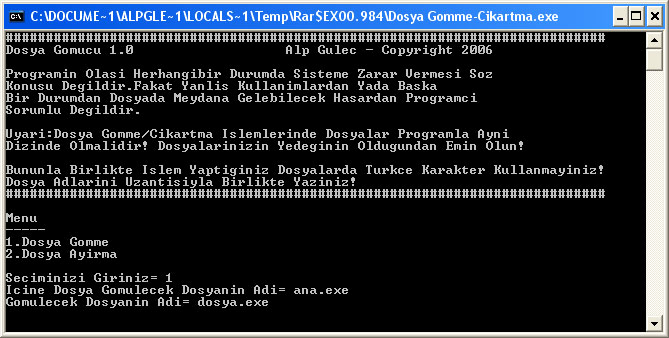 C:\DOCUME~1\ALPGLE~1\LOCALS~1\Temp\Rar$EX00.984\Dosya Gomme-Cikartma.exe
###########################################################################
Dosya Gomucu 1.0 Alp Gulec - Copyright 2006
Programin Olasi Herhangibir Durumda Sisteme Zarar Vermesi Soz
Konusu Degildir.Fakat Yanlis Kullanimlardan Yada Baska
Bir Durumdan Dosyada Meydana Gelebilecek Hasardan Programci
Sorumlu Degildir.
Uyari:Dosya Gomme/Cikartma Islemlerinde Dosyalar Programla Ayni
Dizinde Olmalidir! Dosyalarinizin Yedeginin Oldugundan Emin Olun!
Bununla Birlikte Islem Yaptiginiz Dosyalarda Turkce Karakter Kullanmayiniz!
Dosya Adlarini Uzantisiyla Birlikte Yaziniz!
###########################################################################
Menu
-----
1.Dosya Gomme
2.Dosya Ayirma
Seciminizi Giriniz= 1
Icine Dosya Gomulecek Dosyanin Adi= ana.exe
Gomulecek Dosyanin Adi= dosya.exe